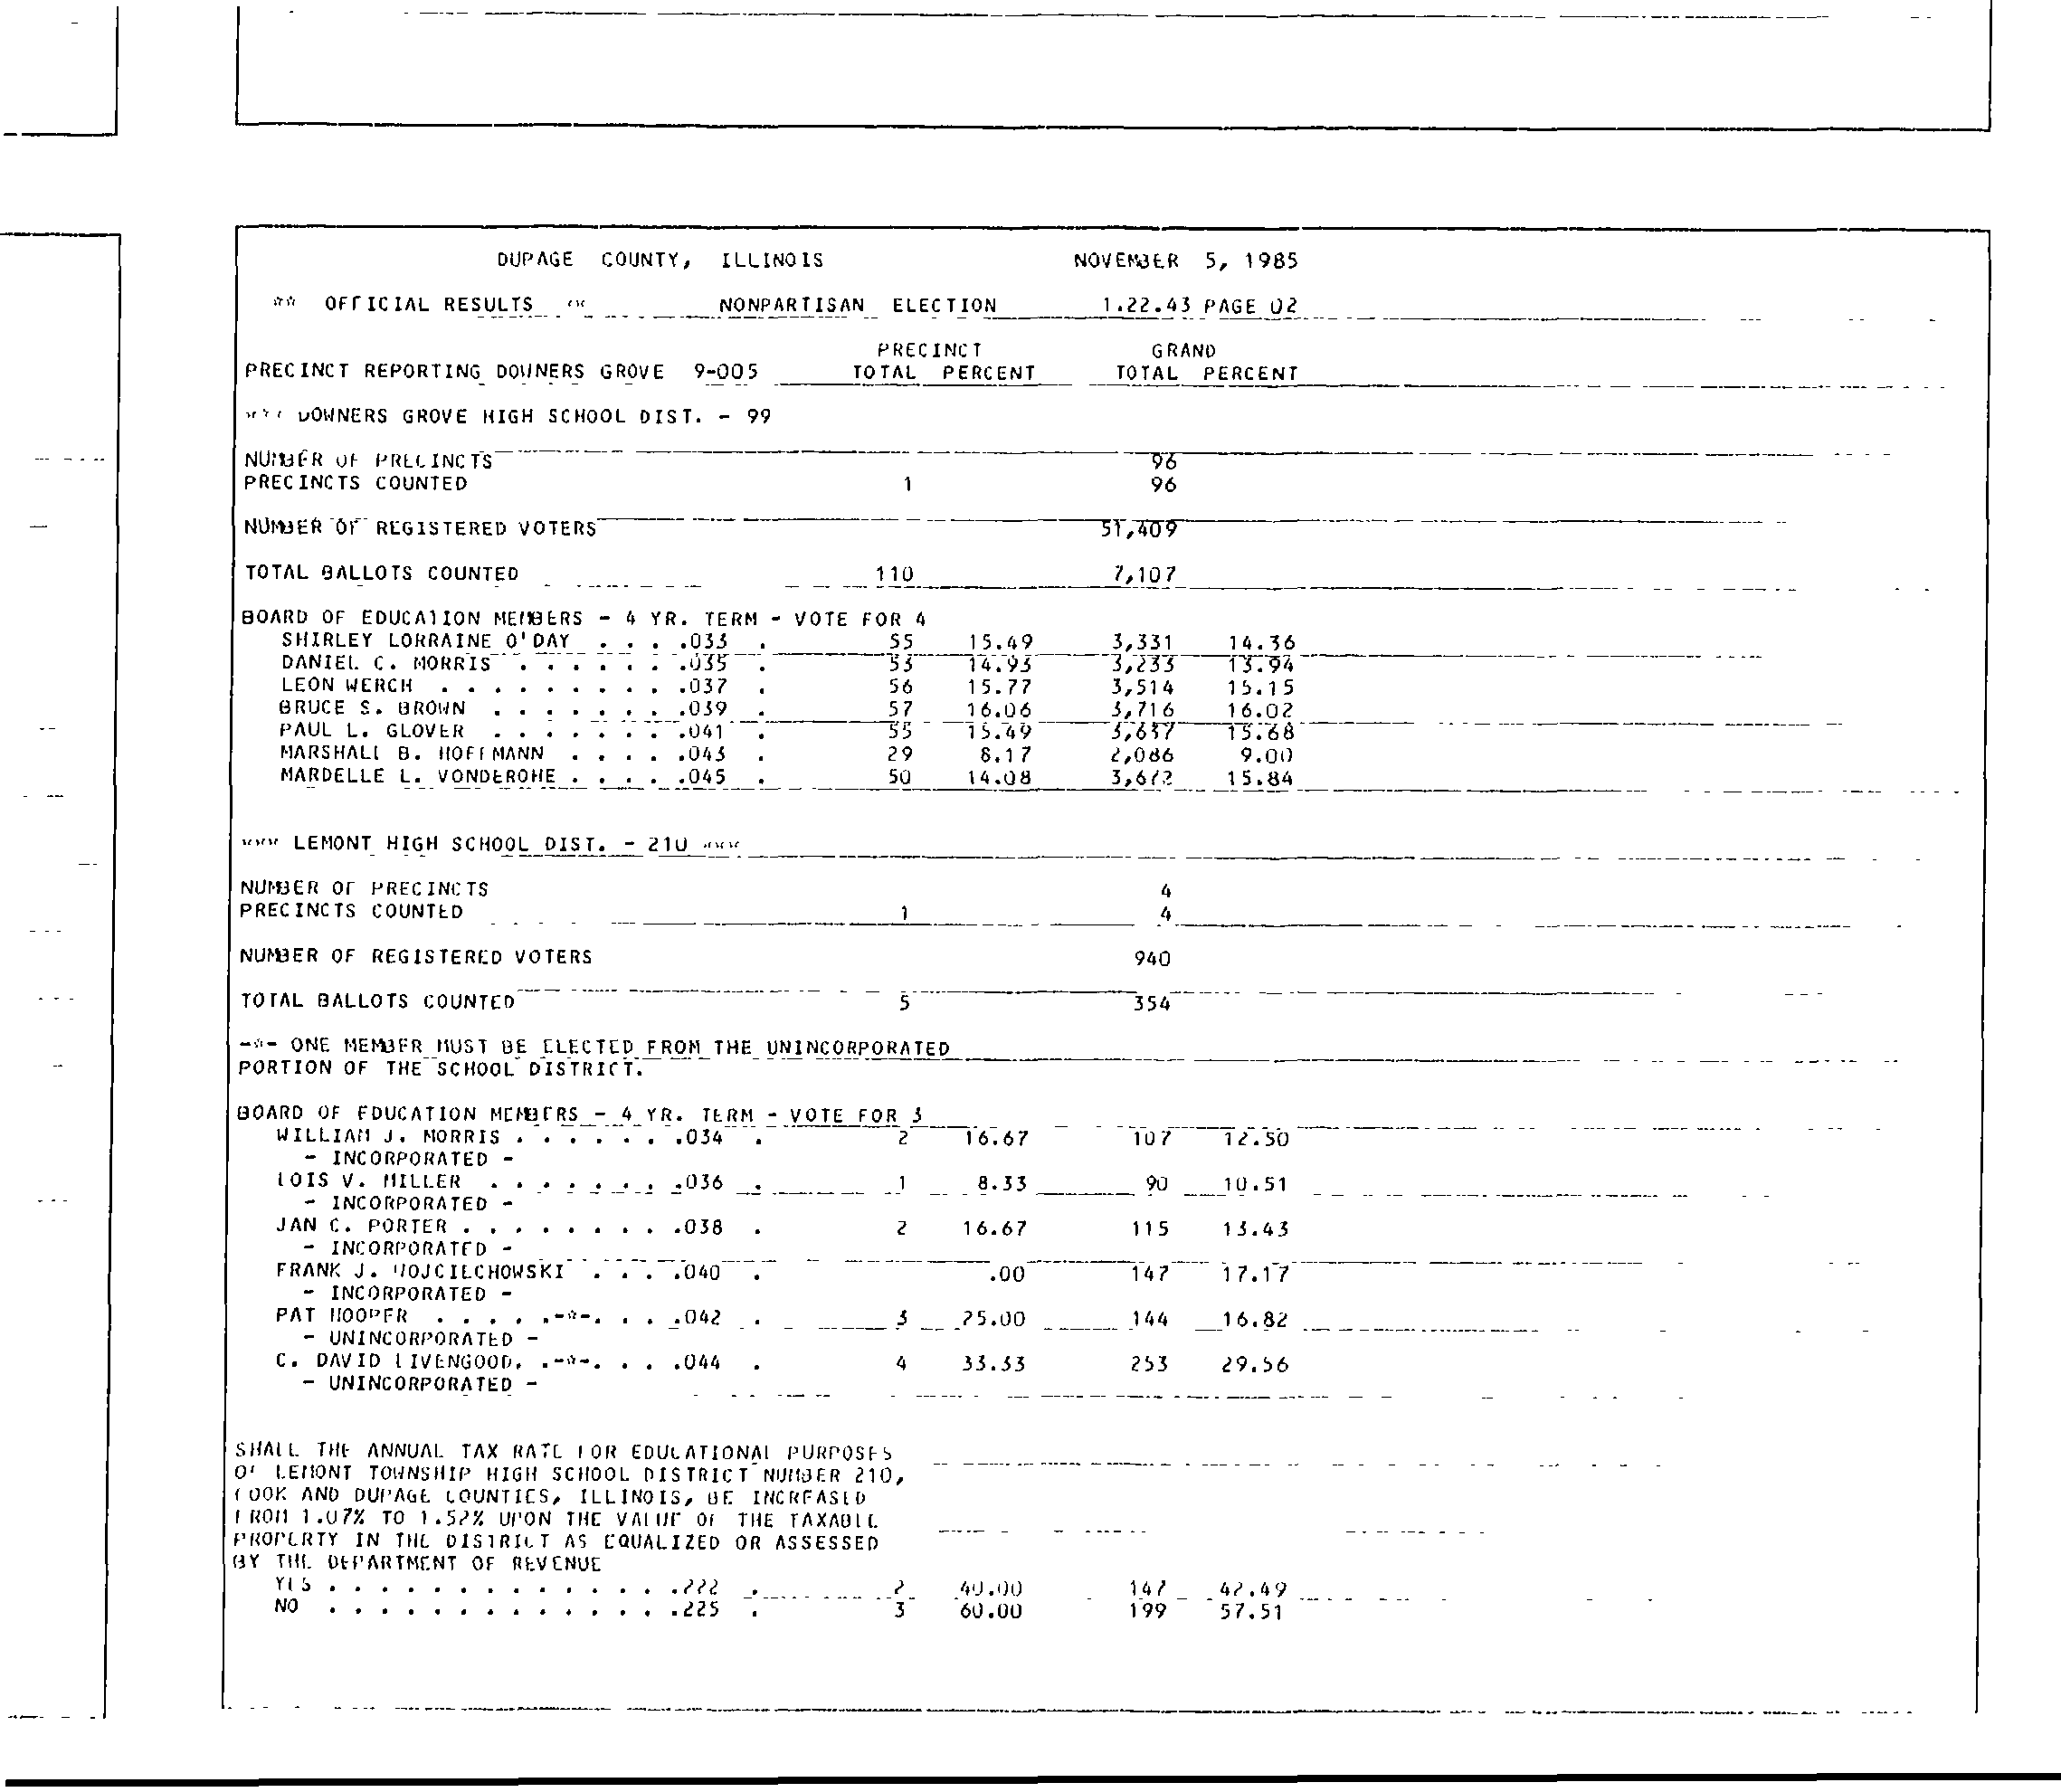 DUPAGE COUNTY, ILLINOIS NOVEMBER 5, 1985
** OFFICIAL RESULTS ** NONPARTISAN ELECTION 1.22.43 PAGE 02
PRECINCT GRAND
PRECINCT REPORTING DOWNERS GROVE 9-005 TOTAL PERCENT TOTAL PERCENT
*** DOWNERS GROVE HIGH SCHOOL DIST. - 99
NUMBER OF PRECINCTS 96
PRECINCTS COUNTED 1 96
NUMBER OF REGISTERED VOTERS 51,409
TOTAL BALLOTS COUNTED 110 7,107
BOARD OF EDUCATION MEMBERS - 4 YR. TERM - VOTE FOR 4
SHIRLEY LORRAINE O'DAY . . . .033 . 55 15.49 3,331 14.36
DANIEL C. MORRIS . . . . . . .035 . 53 14.93 3,233 13.94
LEON WERCH . . . . . . . . . .037 . 56 15.77 3,514 15.15
BRUCE S. BROWN . . . . . . . .039 . 57 16.06 3,716 16.02
PAUL L. GLOVER . . . . . . . .041 . 55 15.49 3,637 15.68
MARSHALL B. HOFFMANN . . . . .043 . 29 8.17 2,086 9.00
MARDELLE L. VONDEROHE . . . . .045 . 50 14.08 3,672 15.84
*** LEMONT HIGH SCHOOL DIST. - 210 ***
NUMBER OF PRECINCTS 4
PRECINCTS COUNTED 1 4
NUMBER OF REGISTERED VOTERS 940
TOTAL BALLOTS COUNTED 5 354
-*- ONE MEMBER MUST BE ELECTED FROM THE UNINCORPORATED
PORTION OF THE SCHOOL DISTRICT.
BOARD OF EDUCATION MEMBERS - 4 YR. TERM - VOTE FOR 3
WILLIAM J. MORRIS . . . . . . .034 . 2 16.67 107 12.50
- INCORPORATED -
LOIS V. MILLER . . . . . . . .036 . 1 8.33 90 10.51
- INCORPORATED -
JAN C. PORTER . . . . . . . . .038 . 2 16.67 115 13.43
- INCORPORATED -
FRANK J. WOJCIECHOWSKI . . . .040 . .00 147 17.17
- INCORPORATED -
PAT HOOPER . . . . .-*-. . . .042 . 3 25.00 144 16.82
- UNINCORPORATED -
C. DAVID LIVENGOOD. .-*-. . . .044 . 4 33.33 253 29.56
- UNINCORPORATED -
SHALL THE ANNUAL TAX RATE FOR EDUCATIONAL PURPOSES
OF LEMONT TOWNSHIP HIGH SCHOOL DISTRICT NUMBER 210,
COOK AND DUPAGE COUNTIES, ILLINOIS, BE INCREASED
FROM 1.07% TO 1.52% UPON THE VALUE OF THE TAXABLE
PROPERTY IN THE DISTRICT AS EQUALIZED OR ASSESSED
BY THE DEPARTMENT OF REVENUE
YES . . . . . . . . . . . . . .222 . 2 40.00 147 42.49
NO . . . . . . . . . . . . . .225 . 3 60.00 199 57.51